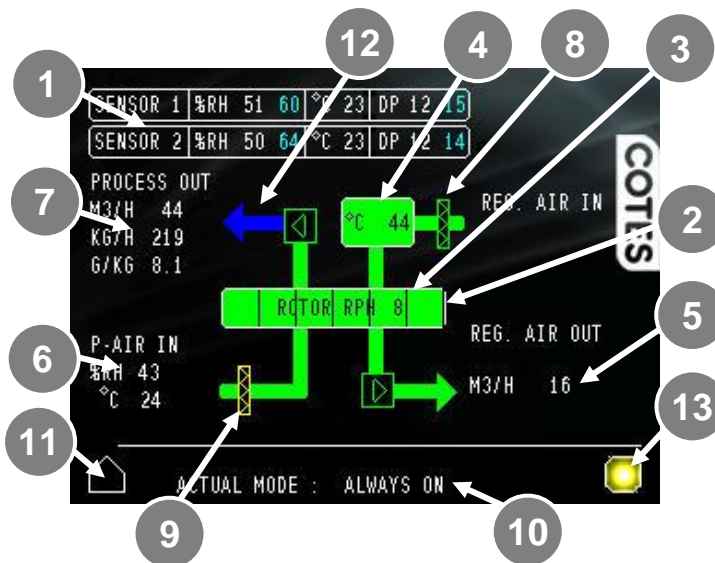 12
4
8
3
1
SENSOR 1 %RH 51 60 °C 23 DP 12 15
SENSOR 2 %RH 50 64 °C 23 DP 12 14
COTES
PROCESS OUT
7
M3/H 44
KG/H 219
G/KG 8.1
°C 44
REG. AIR IN
2
ROTOR RPH 8
P-AIR IN
6
%RH 43
°C 24
REG. AIR OUT
M3/H 16
5
13
11
ACTUAL MODE : ALWAYS ON
9
10